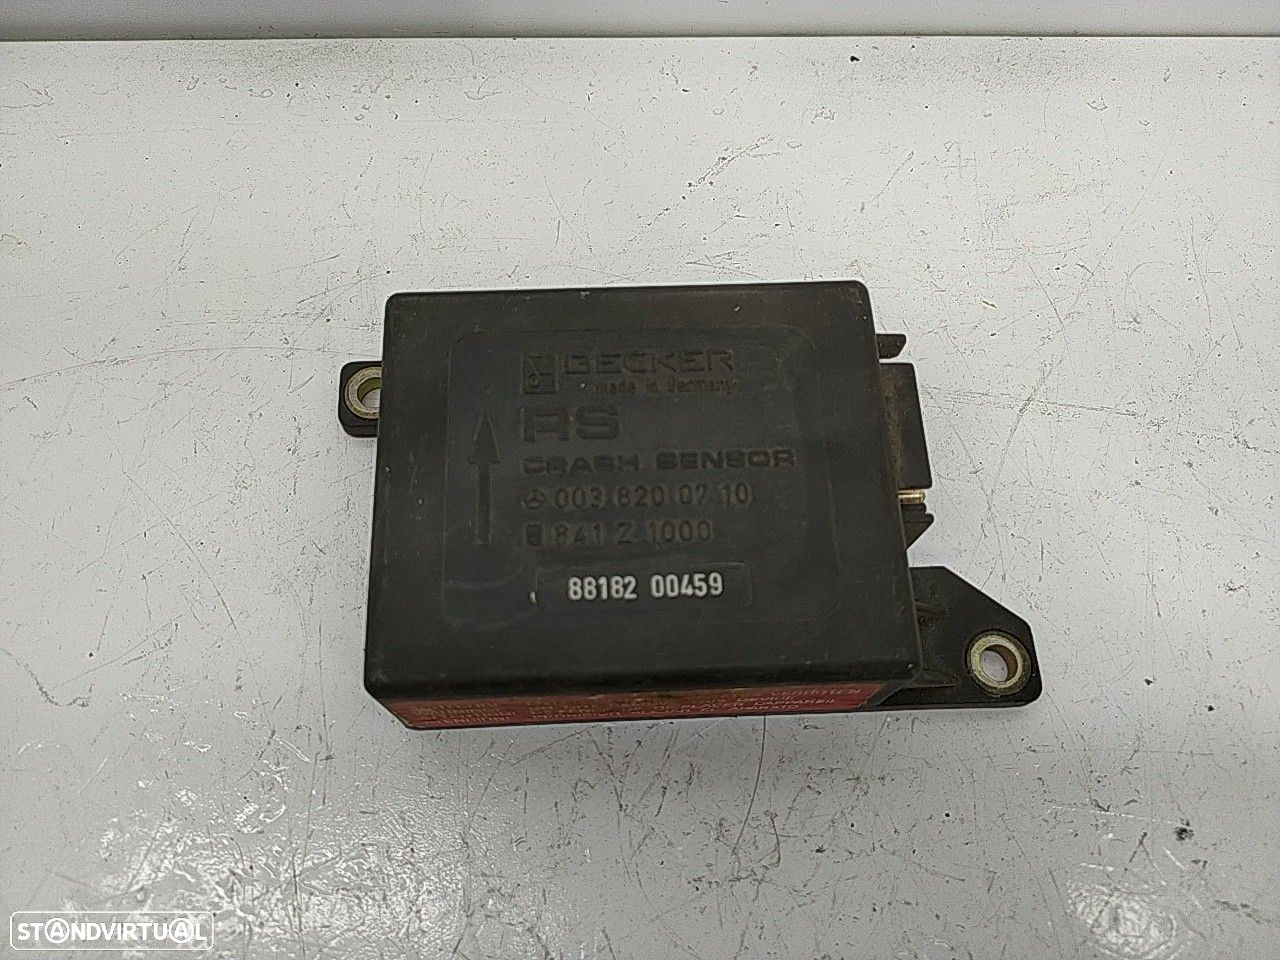 BECKER
made in Germany
RS
CRASH SENSOR
003 820 07 10
841 Z 1000
88182 00459
STANDVIRTUAL